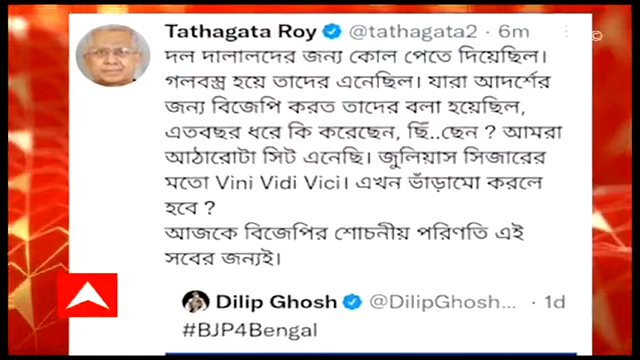 Tathagata Roy @tathagata2 · 6m
©
দল দালালদের জন্য কোল পেতে দিয়েছিল।
গলবস্ত্র হয়ে তাদের এনেছিল। যারা আদর্শের
জন্য বিজেপি করত তাদের বলা হয়েছিল,
এতবছর ধরে কি করেছেন, ছিঁ..ছেন ? আমরা
আঠারোটা সিট এনেছি। জুলিয়াস সিজারের
মতো Vini Vidi Vici। এখন ভাঁড়ামো করলে
হবে ?
আজকে বিজেপির শোচনীয় পরিণতি এই
সবের জন্যই।
Dilip Ghosh @DilipGhosh... · 1d
#BJP4Bengal